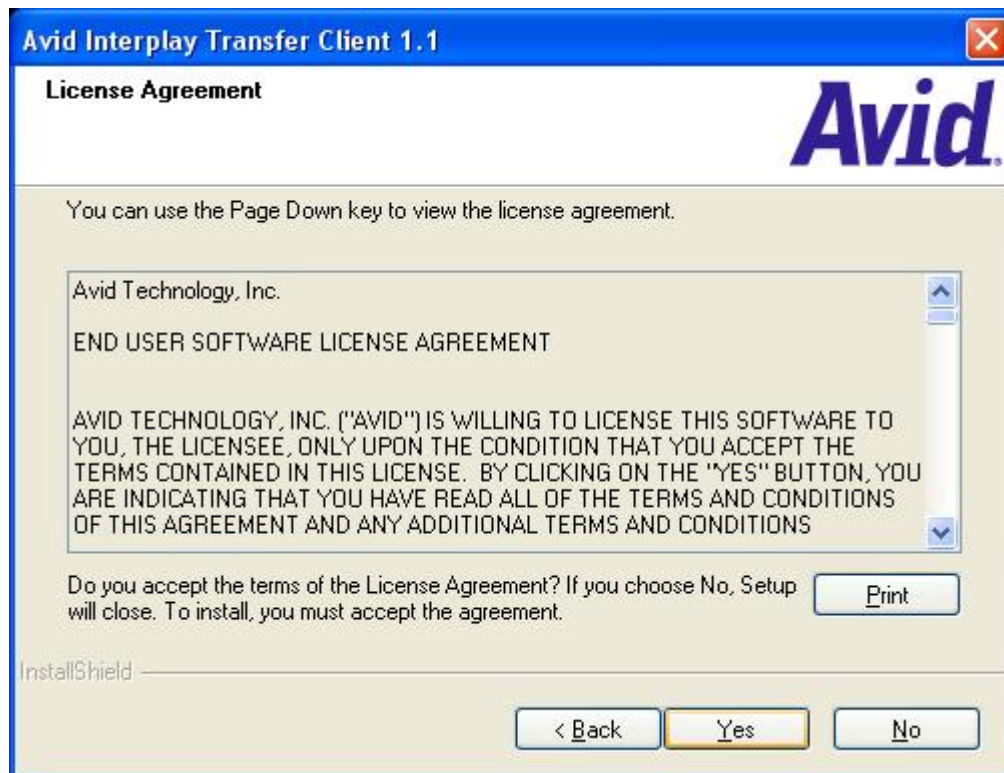 Avid Interplay Transfer Client 1.1
License Agreement
Avid
You can use the Page Down key to view the license agreement.
Avid Technology, Inc.
END USER SOFTWARE LICENSE AGREEMENT
AVID TECHNOLOGY, INC. ("AVID") IS WILLING TO LICENSE THIS SOFTWARE TO
YOU, THE LICENSEE, ONLY UPON THE CONDITION THAT YOU ACCEPT THE
TERMS CONTAINED IN THIS LICENSE.  BY CLICKING ON THE "YES" BUTTON, YOU
ARE INDICATING THAT YOU HAVE READ ALL OF THE TERMS AND CONDITIONS
OF THIS AGREEMENT AND ANY ADDITIONAL TERMS AND CONDITIONS
Do you accept the terms of the License Agreement? If you choose No, Setup
will close. To install, you must accept the agreement.
Print
InstallShield
< Back
Yes
No